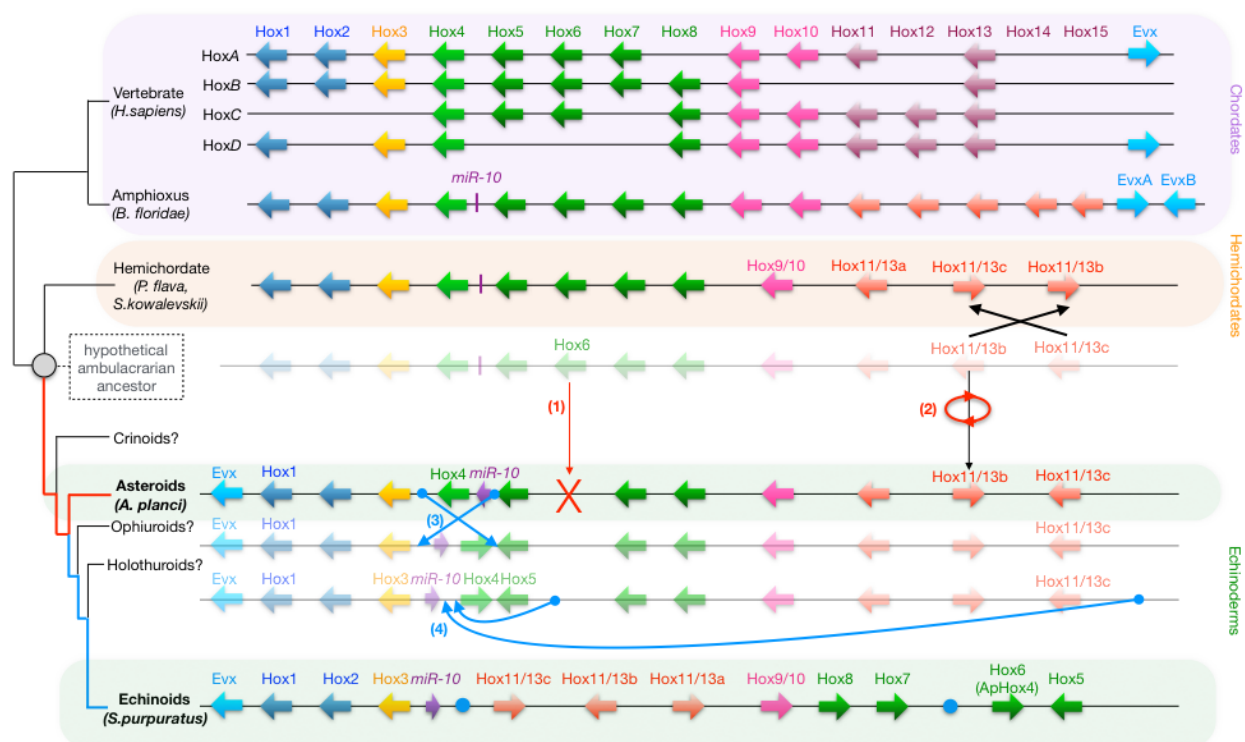 Hox1 Hox2 Hox3 Hox4 Hox5 Hox6 Hox7 Hox8 Hox9 Hox10 Hox11 Hox12 Hox13 Hox14 Hox15 Evx
HoxA
HoxB
Vertebrate
(H.sapiens)
HoxC
HoxD
Chordates
miR-10
EvxA EvxB
Amphioxus
(B. floridae)
Hemichordate
(P. flava,
S.kowalevskii)
Hox9/10 Hox11/13a Hox11/13c Hox11/13b
Hemichordates
hypothetical
ambulacrarian
ancestor
Hox6 Hox11/13b Hox11/13c
(1) (2)
Crinoids?
Asteroids
(A. planci)
Evx Hox1 Hox4 miR-10 Hox11/13b Hox11/13c
(3)
Ophiuroids?
Evx Hox1 Hox11/13c
Holothuroids?
Evx Hox1 Hox3 miR-10 Hox4 Hox5 Hox11/13c
(4)
Echinoderms
Echinoids
(S.purpuratus)
Evx Hox1 Hox2 Hox3 miR-10 Hox11/13c Hox11/13b Hox11/13a Hox9/10 Hox8 Hox7 Hox6 Hox5
(ApHox4)